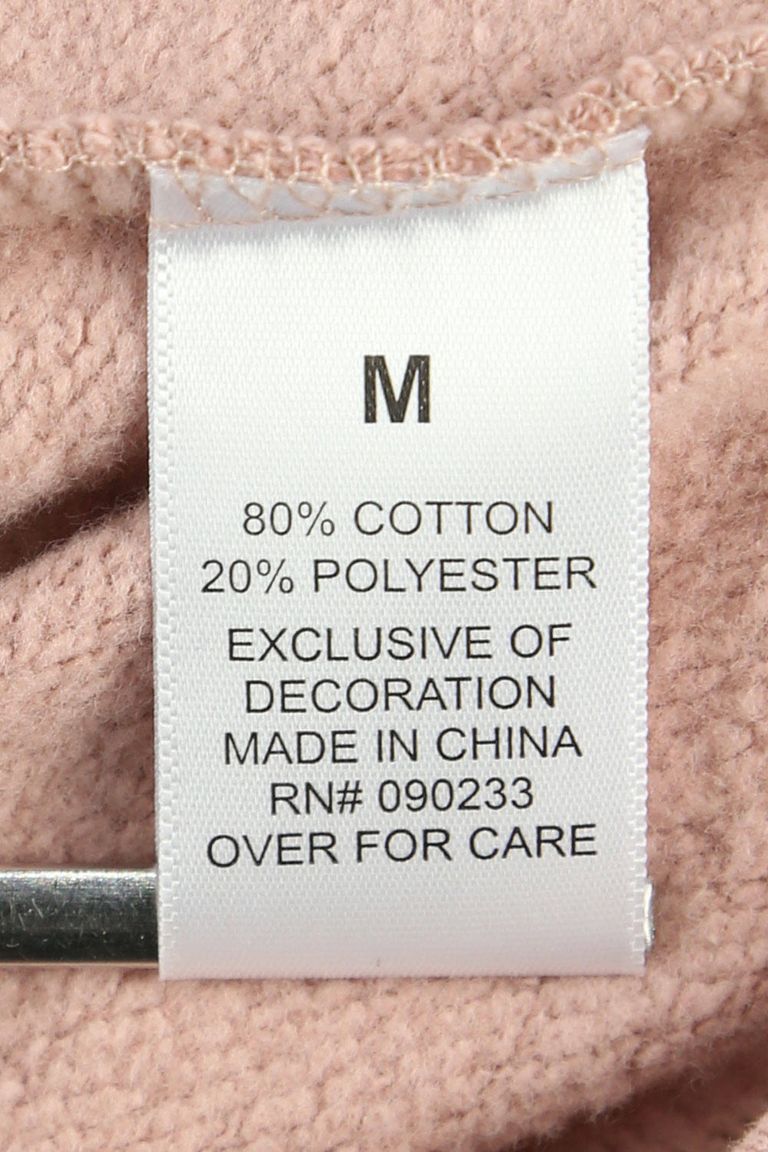 M
80% COTTON
20% POLYESTER
EXCLUSIVE OF
DECORATION
MADE IN CHINA
RN# 090233
OVER FOR CARE